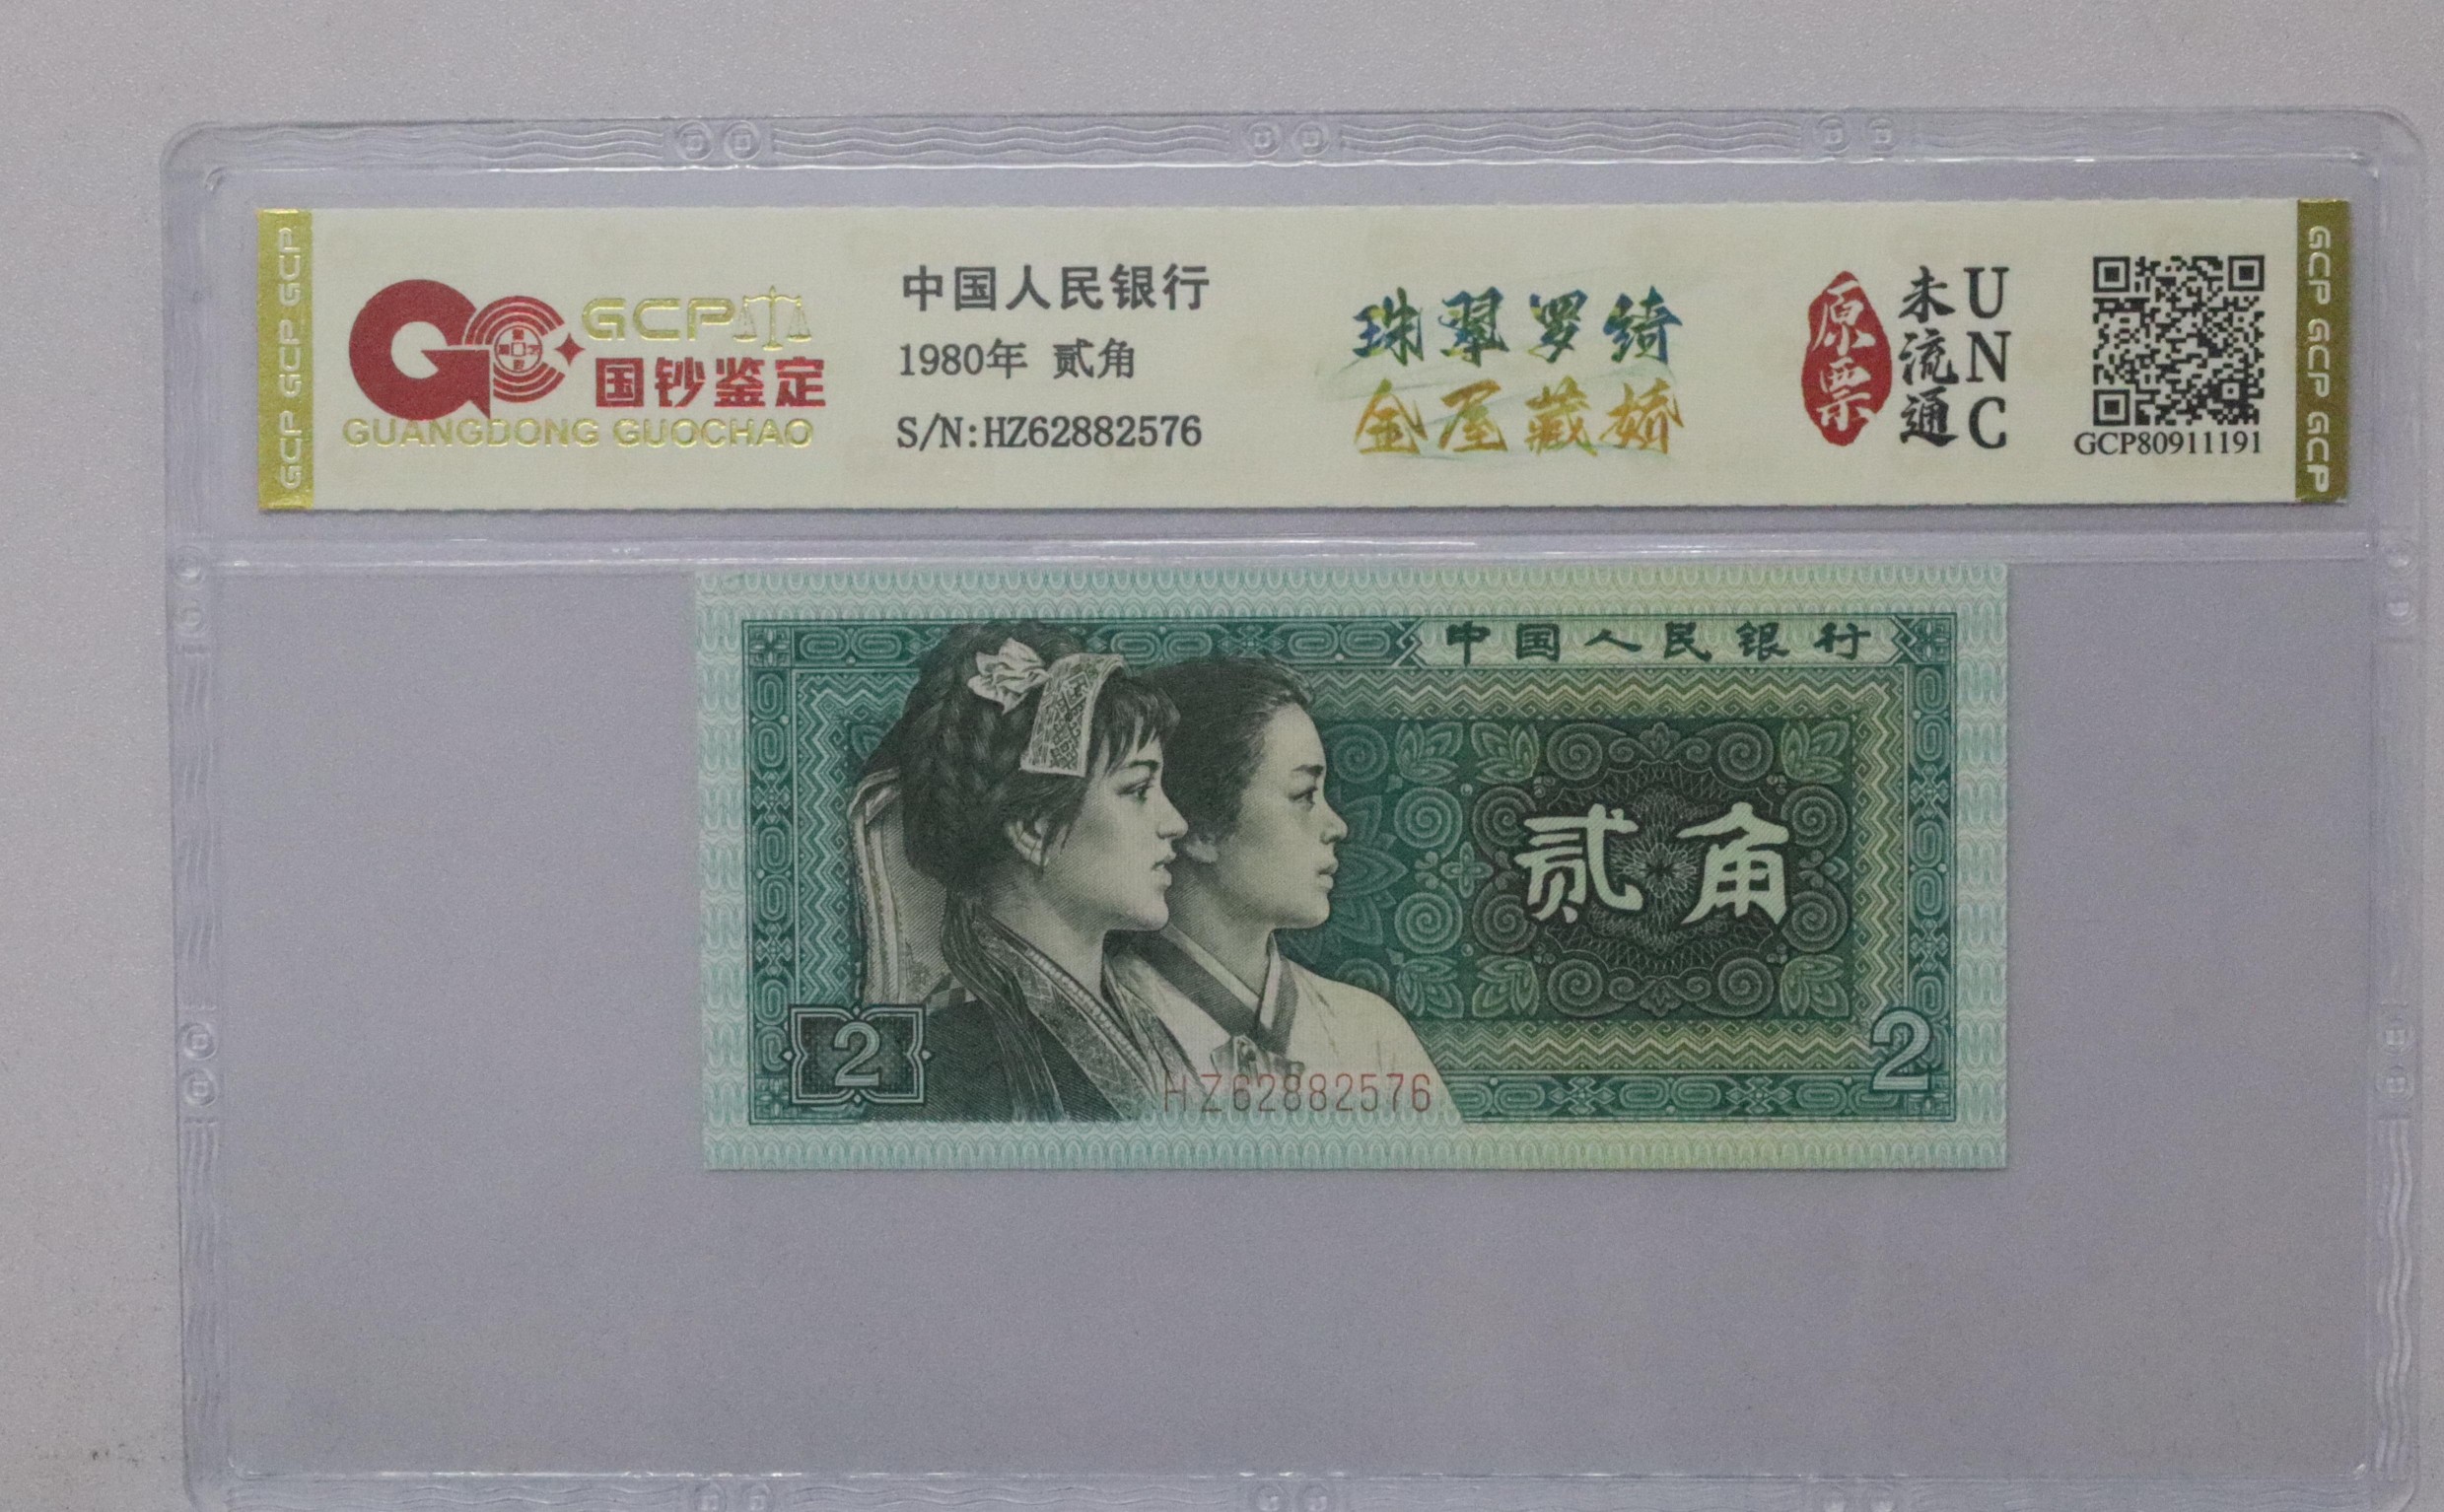 GCP GCP GCP
GCP
国钞鉴定
GUANGDONG GUOCHAO
中国人民银行
1980年 贰角
S/N:HZ62882576
珠翠罗绮
金屋藏娇
原票
未流通
UNC
GCP80911191
GCP GCP GCP GCP
中国人民银行
贰角
2
2
HZ62882576